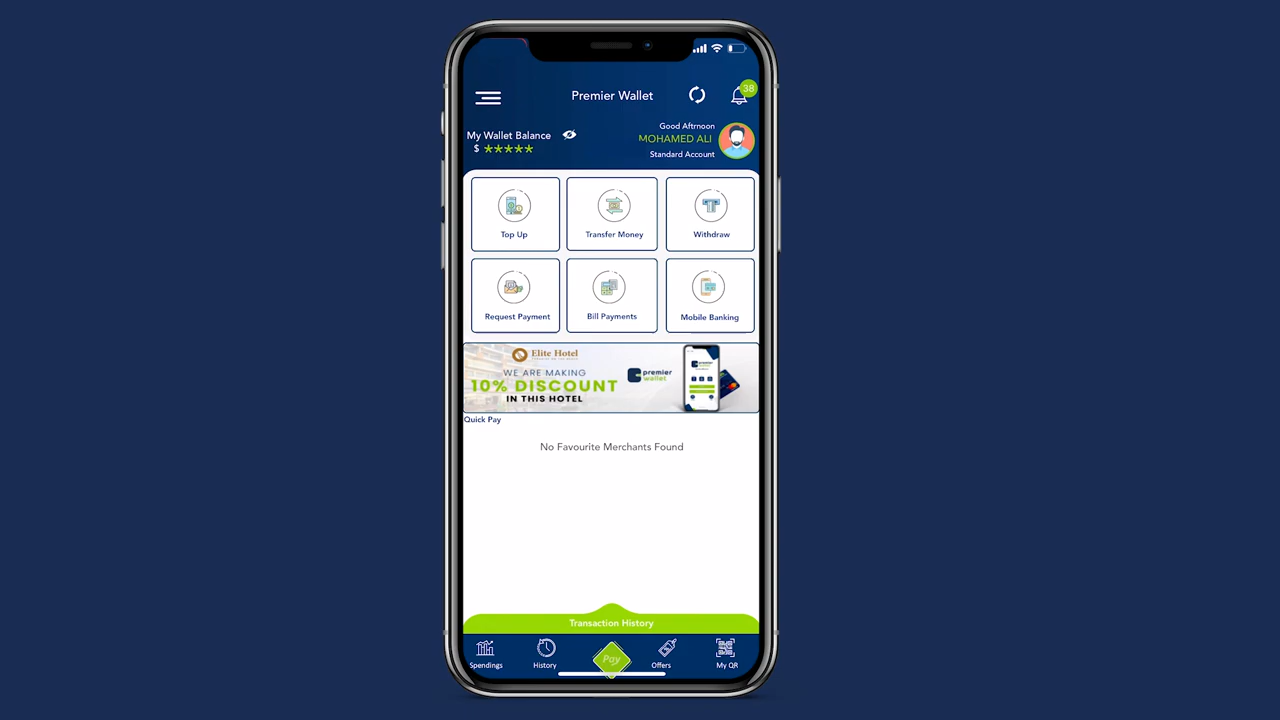 Premier Wallet
38
My Wallet Balance
$ *****
Good Aftrnoon
MOHAMED ALI
Standard Account
Top Up
Transfer Money
Withdraw
Request Payment
Bill Payments
Mobile Banking
Elite Hotel
WE ARE MAKING
10% DISCOUNT
IN THIS HOTEL
premier
wallet
Quick Pay
No Favourite Merchants Found
Transaction History
Spendings
History
Pay
Offers
My QR